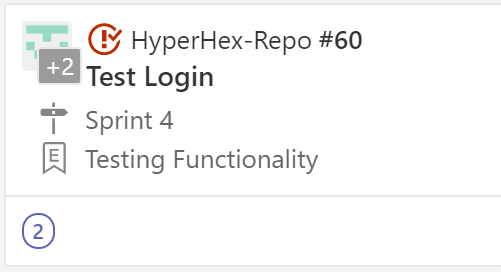 HyperHex-Repo #60
+2
Test Login
Sprint 4
E
Testing Functionality
2